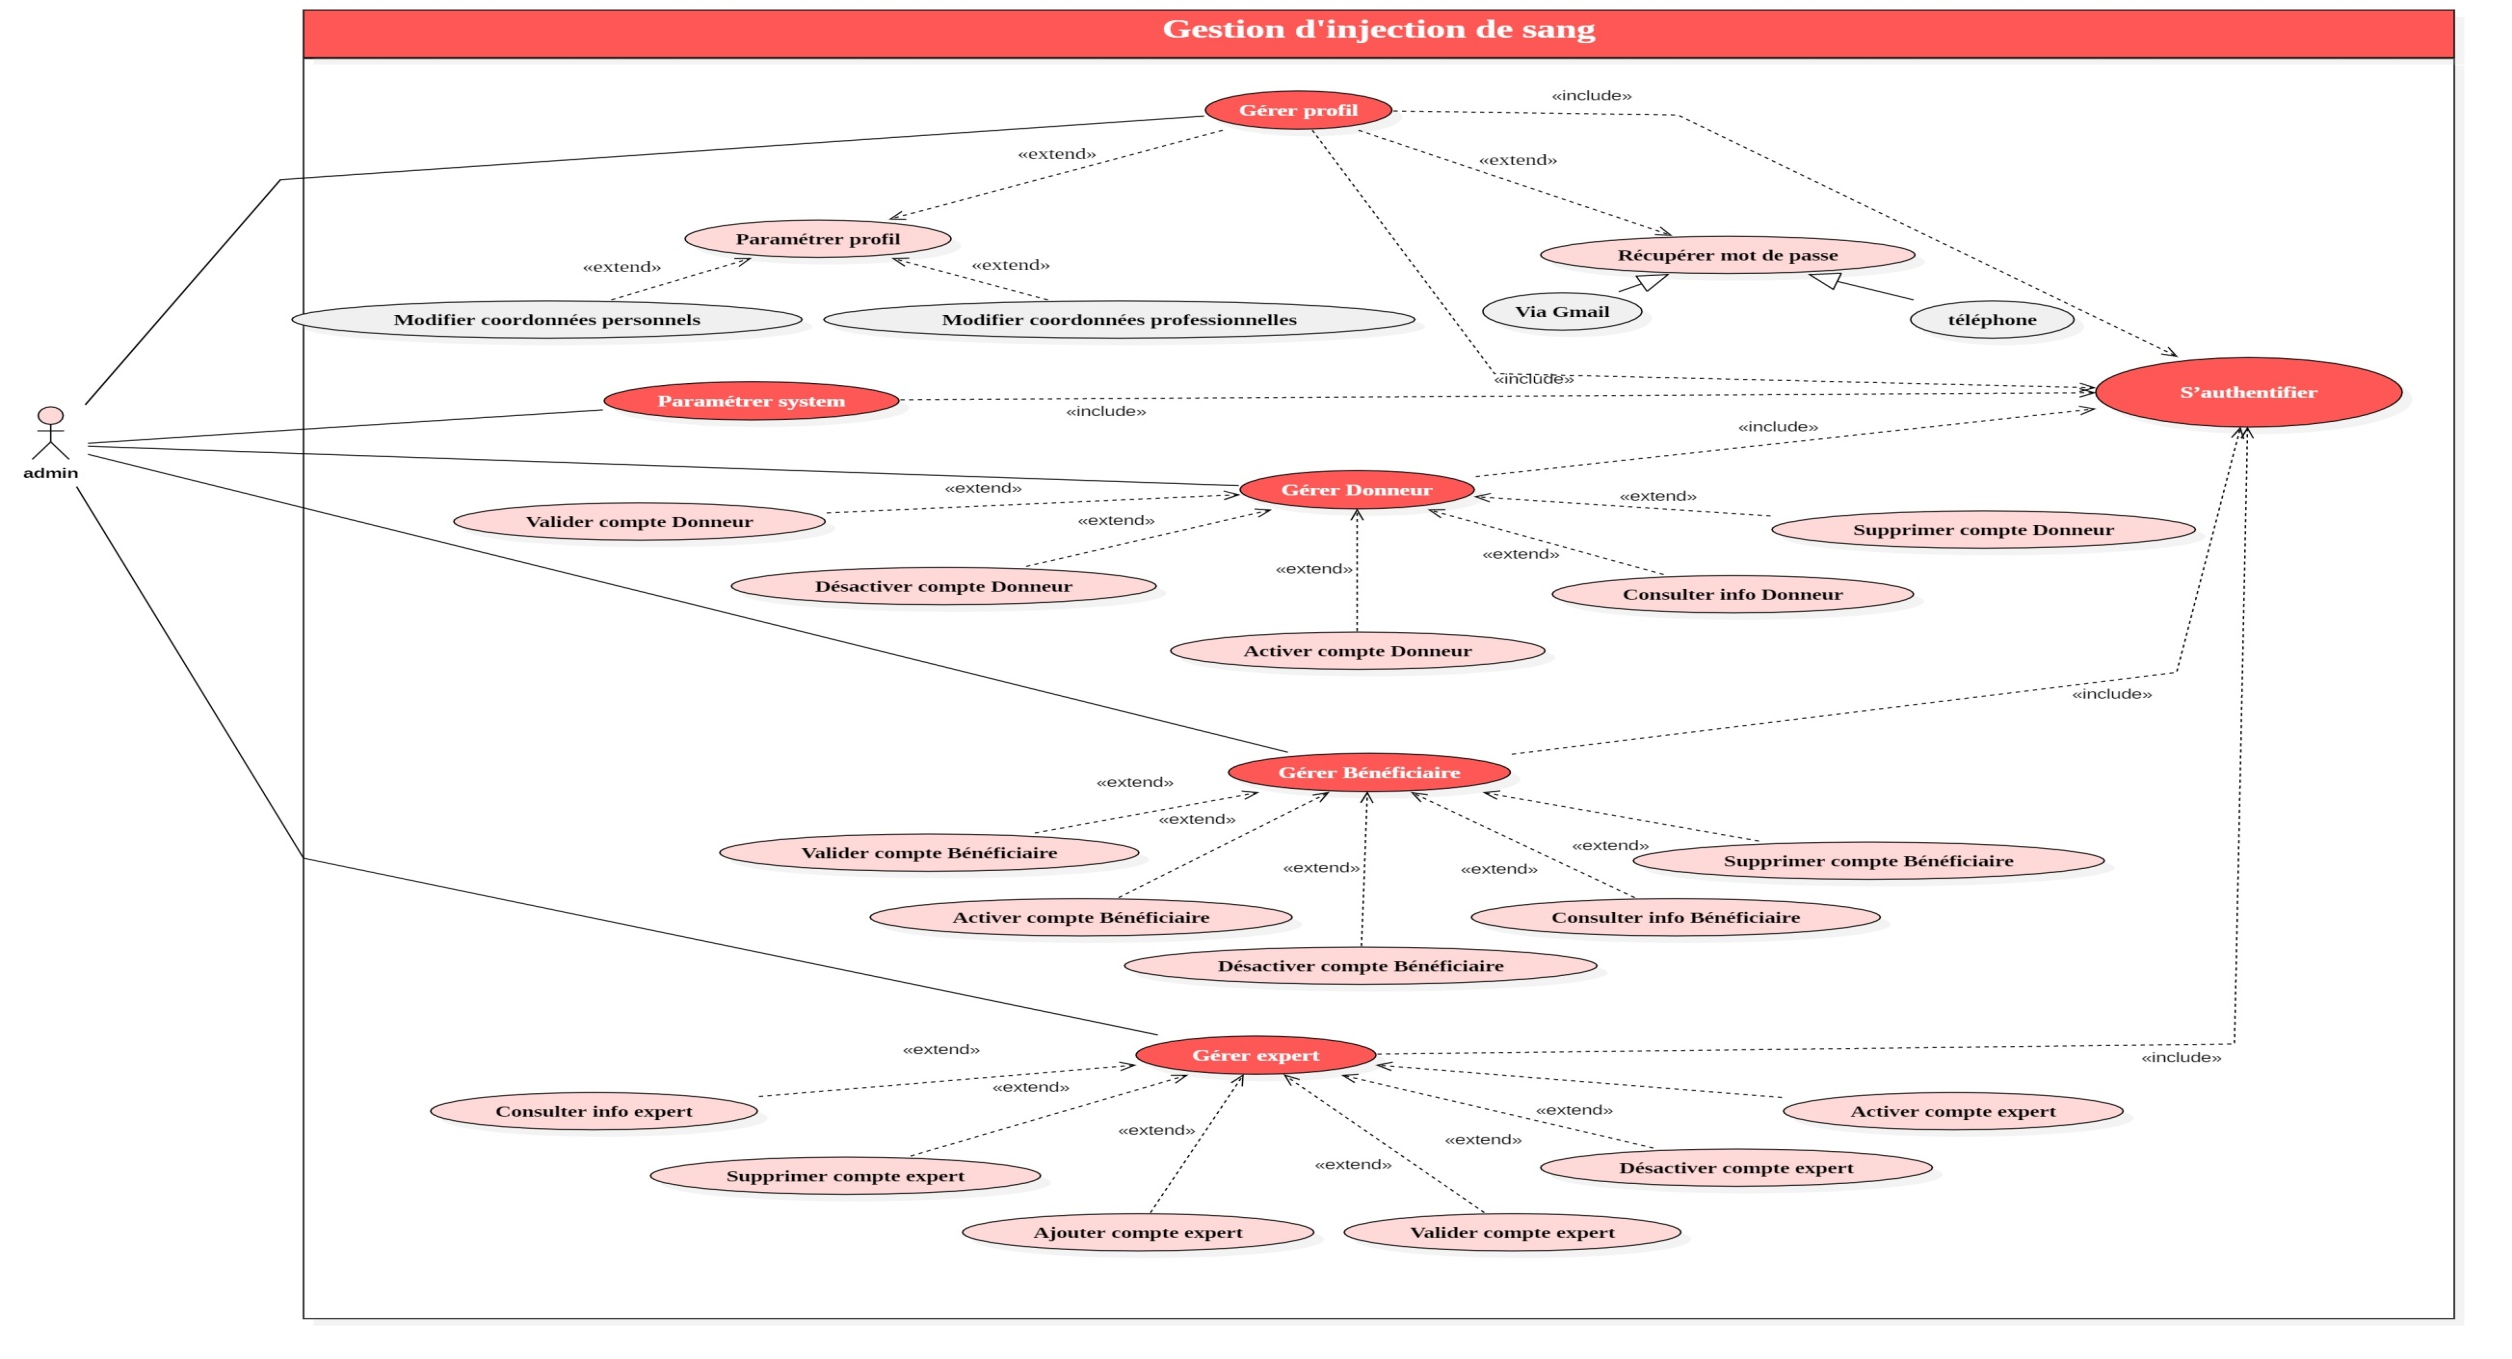 Gestion d'injection de sang
«include»
Gérer profil
«extend»
«extend»
Paramétrer profil
Récupérer mot de passe
«extend»
«extend»
Modifier coordonnées personnels
Modifier coordonnées professionnelles
Via Gmail
téléphone
«include»
Paramétrer system
«include»
S’authentifier
«include»
admin
«extend»
Gérer Donneur
«extend»
Valider compte Donneur
«extend»
Supprimer compte Donneur
«extend»
«extend»
Désactiver compte Donneur
Consulter info Donneur
Activer compte Donneur
«include»
Gérer Bénéficiaire
«extend»
«extend»
«extend»
Valider compte Bénéficiaire
Supprimer compte Bénéficiaire
«extend»
«extend»
Activer compte Bénéficiaire
Consulter info Bénéficiaire
Désactiver compte Bénéficiaire
«extend»
Gérer expert
«include»
«extend»
Consulter info expert
«extend»
Activer compte expert
«extend»
«extend»
«extend»
Supprimer compte expert
Désactiver compte expert
Ajouter compte expert
Valider compte expert